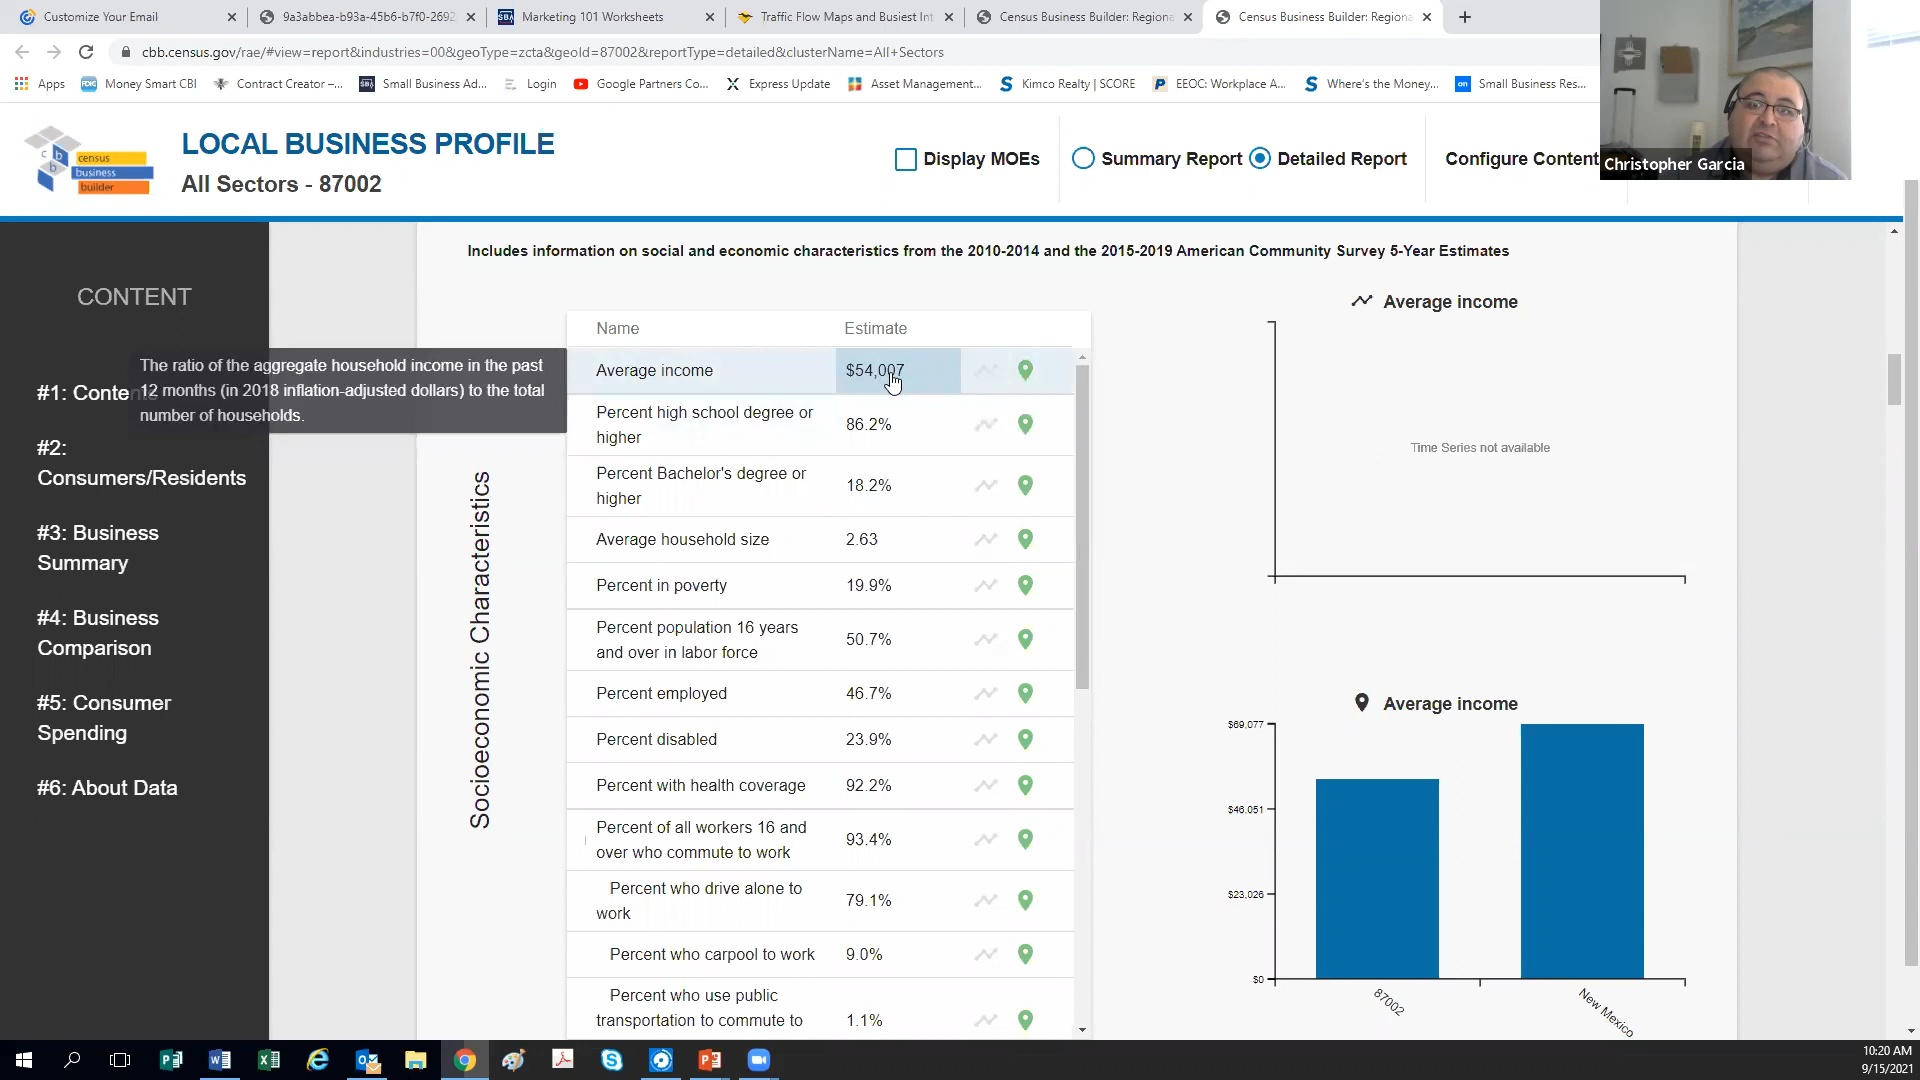 Customize Your Email
9a3abbea-b93a-45b6-b7f0-2692
Marketing 101 Worksheets
Traffic Flow Maps and Busiest Int
Census Business Builder: Regiona
Census Business Builder: Regiona
cbb.census.gov/rae/#view=report&industries=00&geoType=zcta&geoId=87002&reportType=detailed&clusterName=All+Sectors
Apps
Money Smart CBI
Contract Creator –...
Small Business Ad...
Login
Google Partners Co...
Express Update
Asset Management...
Kimco Realty | SCORE
EEOC: Workplace A...
Where's the Money...
Small Business Res...
Christopher Garcia
c b b
census
business
builder
LOCAL BUSINESS PROFILE
All Sectors - 87002
Display MOEs
Summary Report
Detailed Report
Configure Content
Includes information on social and economic characteristics from the 2010-2014 and the 2015-2019 American Community Survey 5-Year Estimates
CONTENT
#1: Conte
#2:
Consumers/Residents
#3: Business
Summary
#4: Business
Comparison
#5: Consumer
Spending
#6: About Data
The ratio of the aggregate household income in the past
12 months (in 2018 inflation-adjusted dollars) to the total
number of households.
Socioeconomic Characteristics
Name Estimate
Average income $54,007
Percent high school degree or
higher 86.2%
Percent Bachelor's degree or
higher 18.2%
Average household size 2.63
Percent in poverty 19.9%
Percent population 16 years
and over in labor force 50.7%
Percent employed 46.7%
Percent disabled 23.9%
Percent with health coverage 92.2%
Percent of all workers 16 and
over who commute to work 93.4%
Percent who drive alone to
work 79.1%
Percent who carpool to work 9.0%
Percent who use public
transportation to commute to 1.1%
Average income
Time Series not available
Average income
$69,077
$46,051
$23,026
$0
87002
New Mexico
10:20 AM
9/15/2021